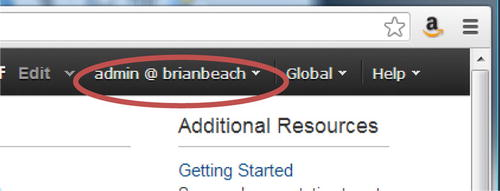 Edit admin @ brianbeach Global Help
Additional Resources
Getting Started